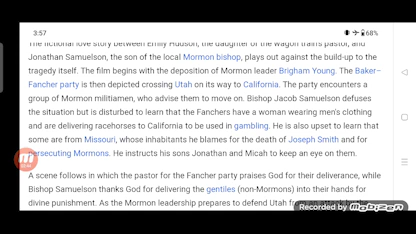 3:57
68%
The fictional love story between Emily Hudson, the daughter of the wagon train's pastor, and
Jonathan Samuelson, the son of the local Mormon bishop, plays out against the build-up to the
tragedy itself. The film begins with the deposition of Mormon leader Brigham Young. The Baker–
Fancher party is then depicted crossing Utah on its way to California. The party encounters a
group of Mormon militiamen, who advise them to move on. Bishop Jacob Samuelson defuses
the situation but is disturbed to learn that the Fanchers have a woman wearing men's clothing
and are delivering racehorses to California to be used in gambling. He is also upset to learn that
some are from Missouri, whose inhabitants he blames for the death of Joseph Smith and for
persecuting Mormons. He instructs his sons Jonathan and Micah to keep an eye on them.
A scene follows in which the pastor for the Fancher party praises God for their deliverance, while
Bishop Samuelson thanks God for delivering the gentiles (non-Mormons) into their hands for
divine punishment. As the Mormon leadership prepares to defend Utah from an attack by the
Recorded by Mobizen